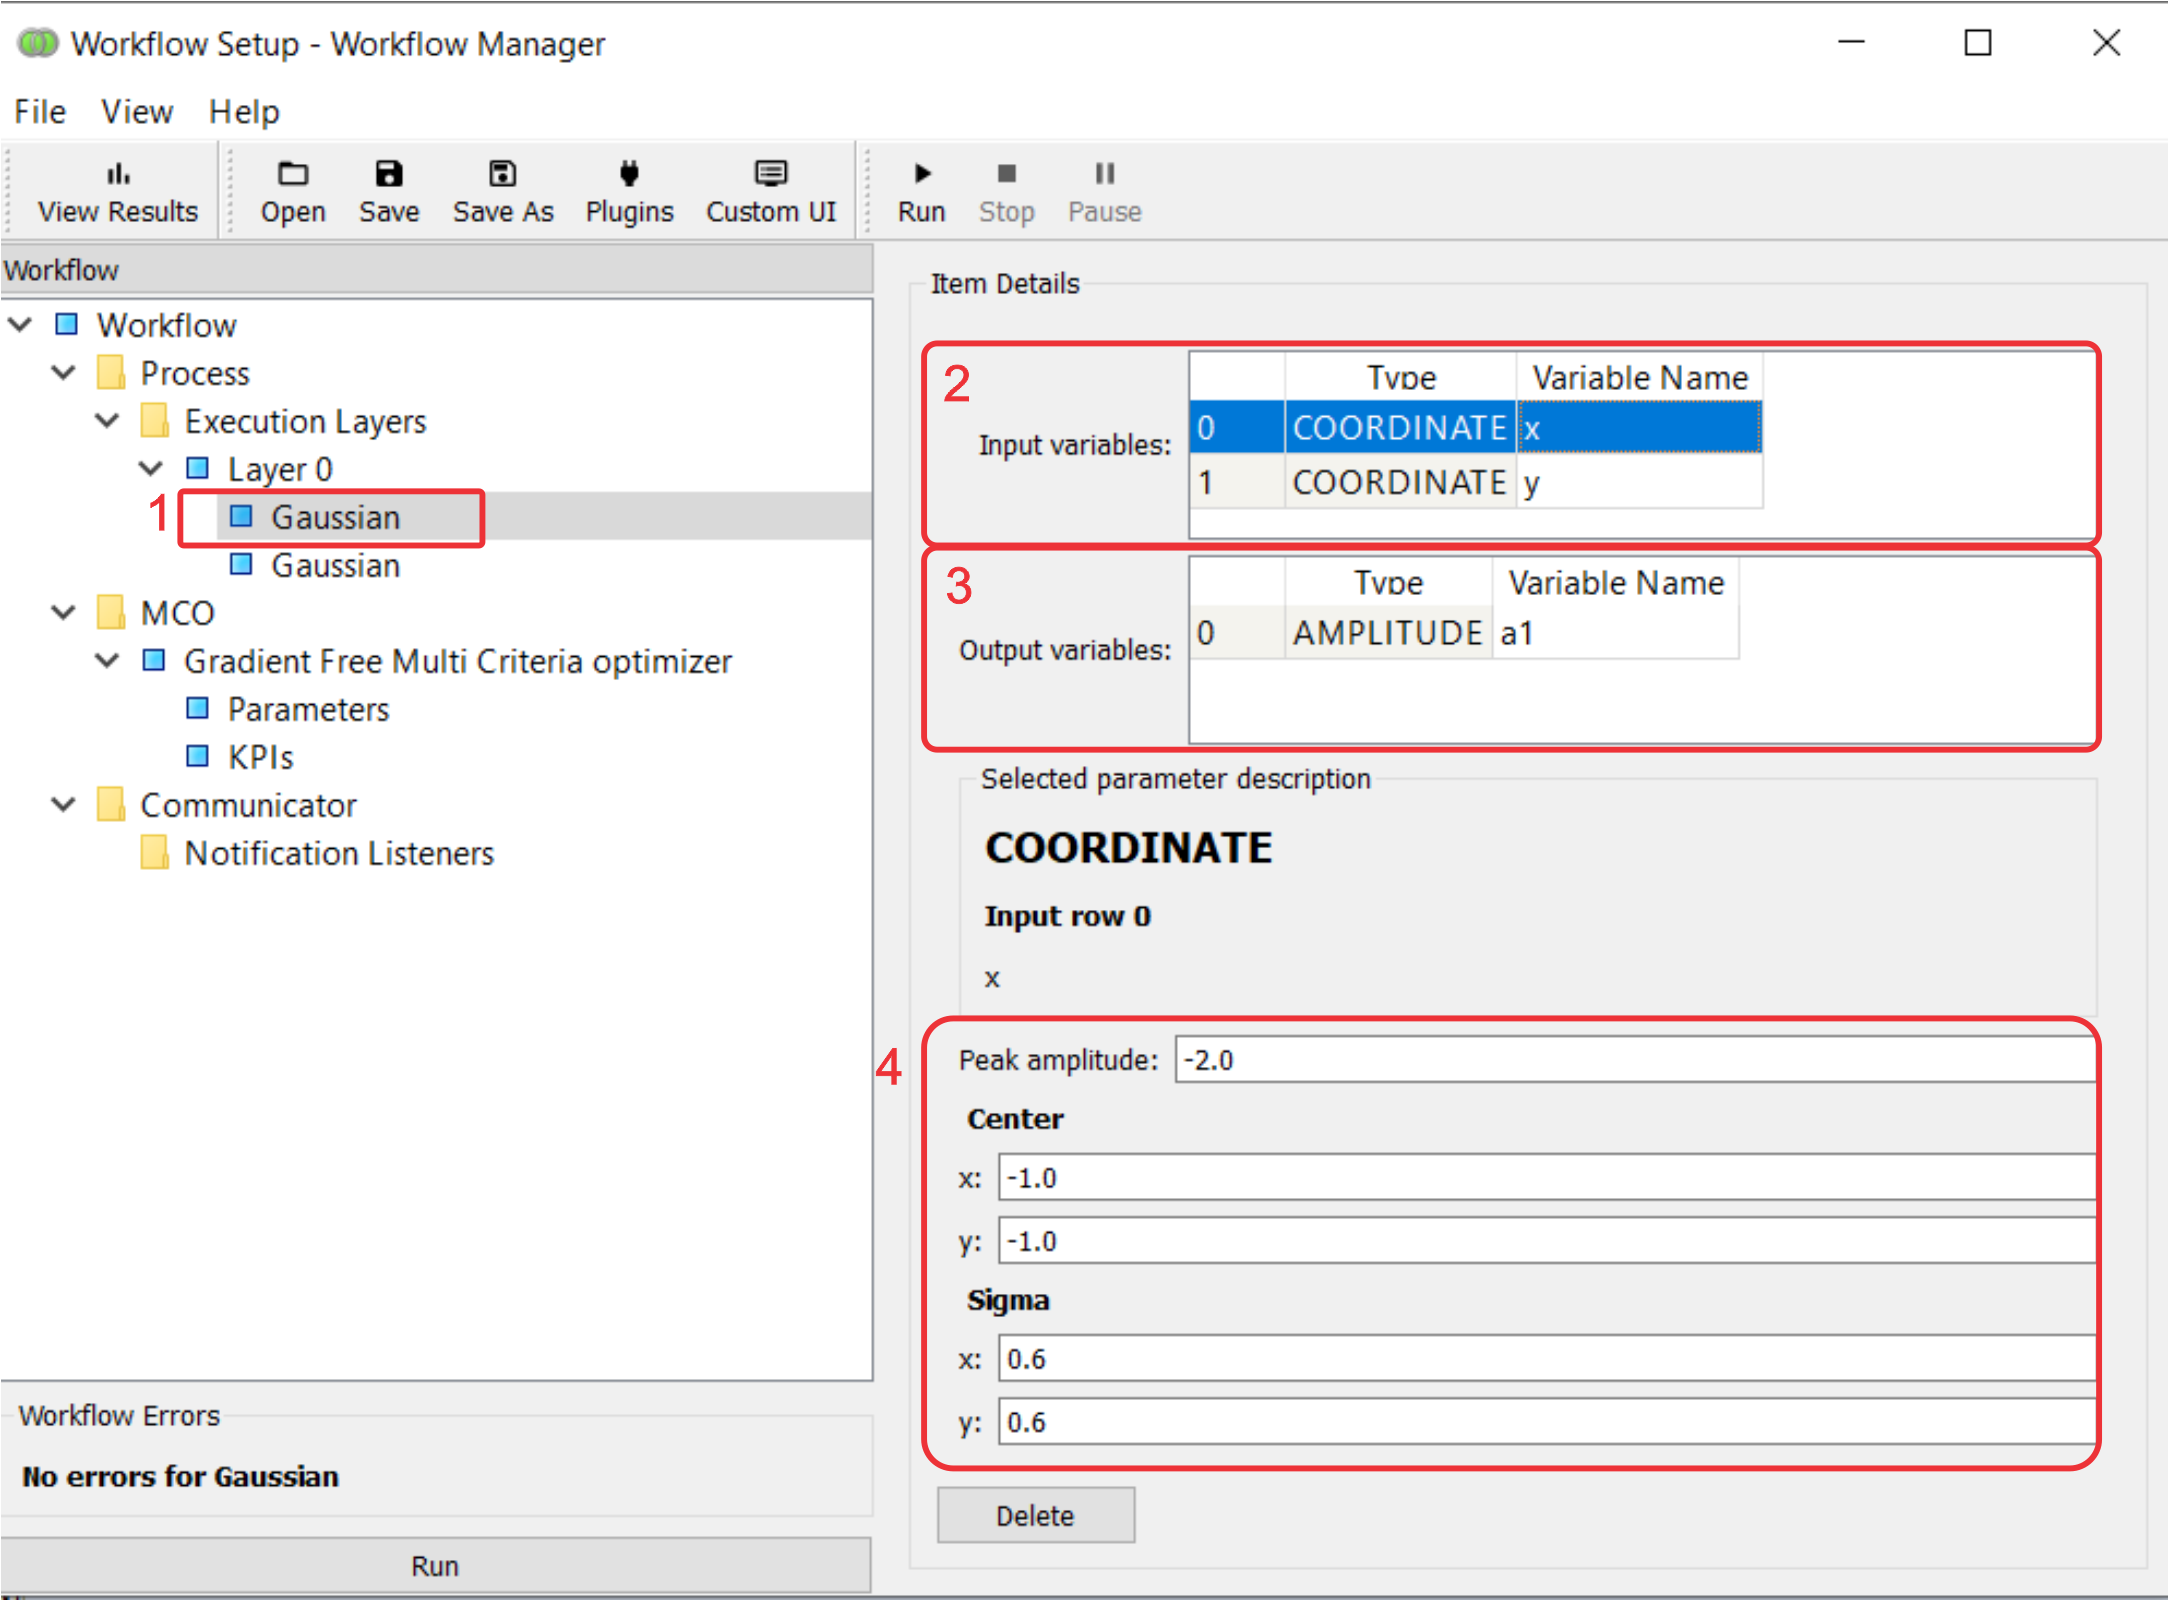 Workflow Setup - Workflow Manager
File View Help
View Results Open Save Save As Plugins Custom UI Run Stop Pause
Workflow
Workflow
Process
Execution Layers
Layer 0
1
Gaussian
Gaussian
MCO
Gradient Free Multi Criteria optimizer
Parameters
KPIs
Communicator
Notification Listeners
Workflow Errors
No errors for Gaussian
Run
Item Details
2
Type Variable Name
Input variables:
0 COORDINATE x
1 COORDINATE y
3
Type Variable Name
Output variables:
0 AMPLITUDE a1
Selected parameter description
COORDINATE
Input row 0
x
4
Peak amplitude: -2.0
Center
x: -1.0
y: -1.0
Sigma
x: 0.6
y: 0.6
Delete